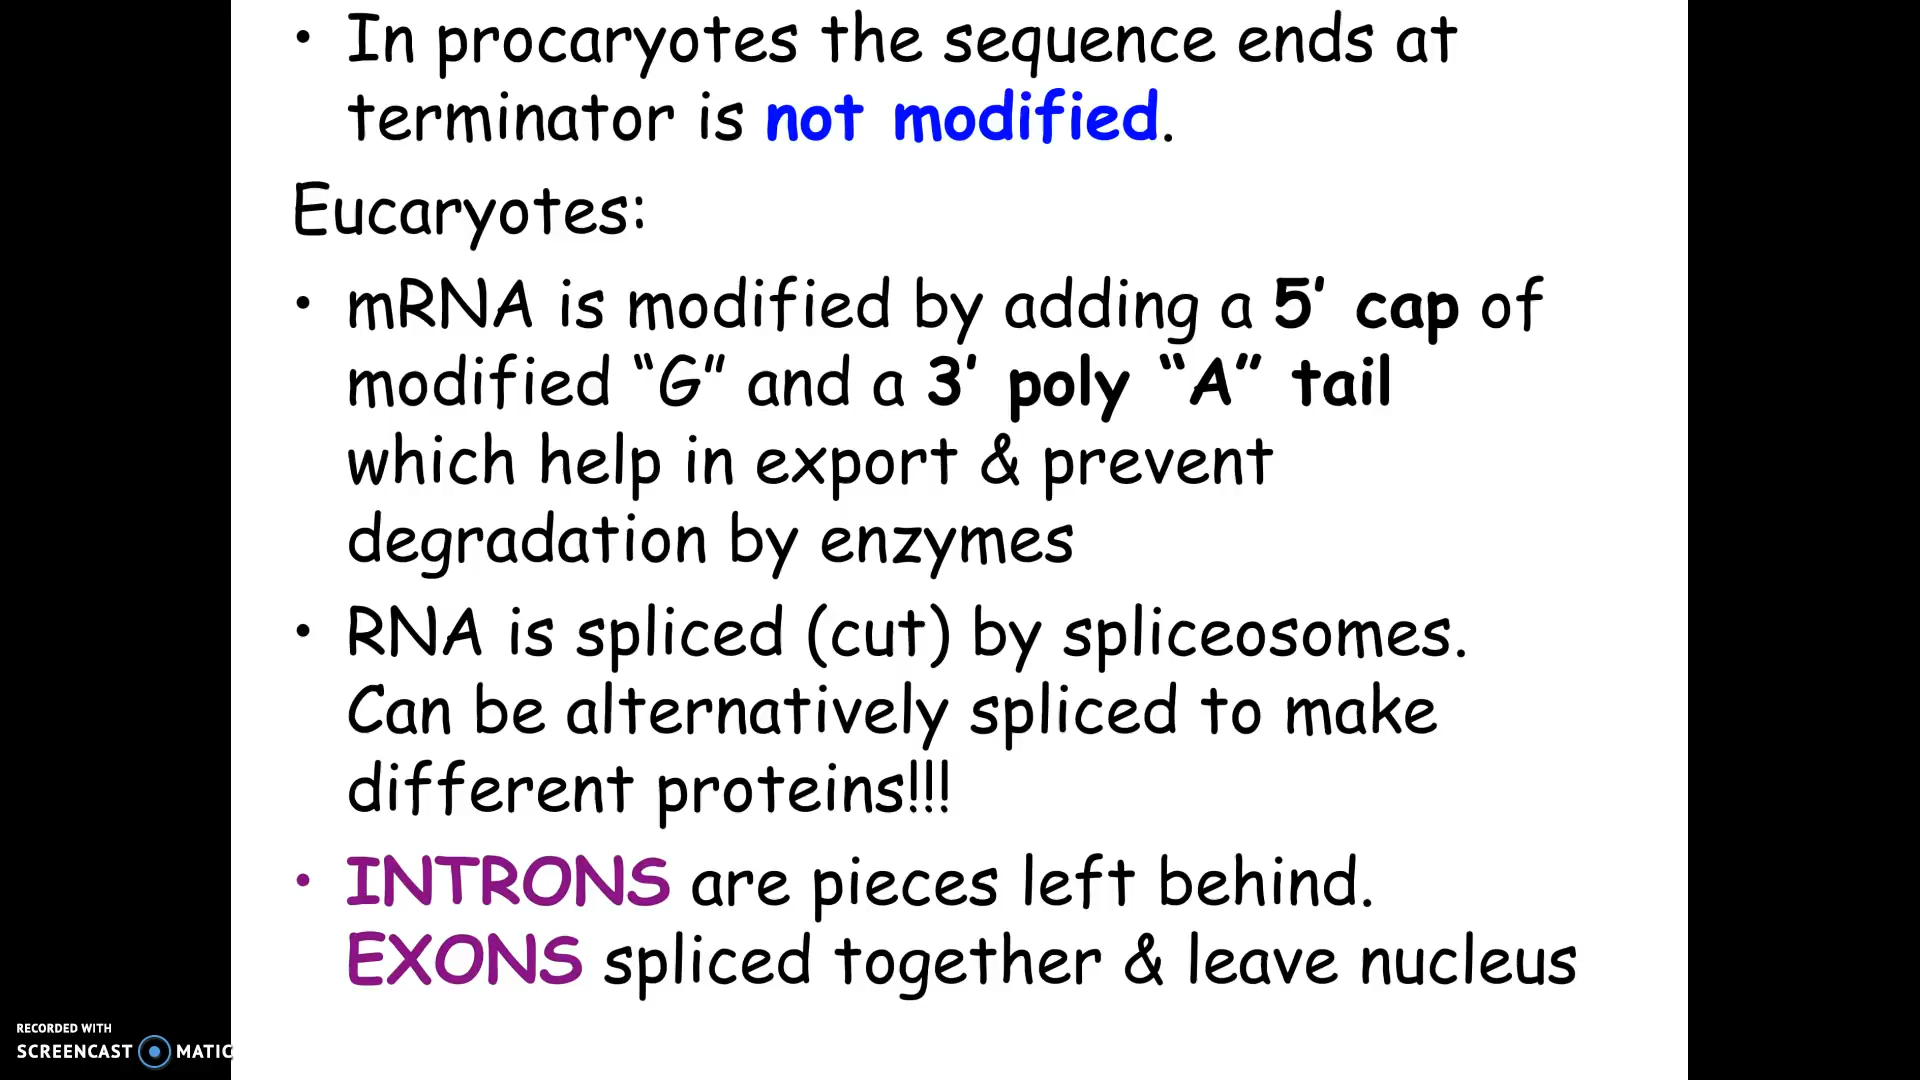 • In procaryotes the sequence ends at
terminator is not modified.
Eucaryotes:
• mRNA is modified by adding a 5’ cap of
modified “G” and a 3’ poly “A” tail
which help in export & prevent
degradation by enzymes
• RNA is spliced (cut) by spliceosomes.
Can be alternatively spliced to make
different proteins!!!
• INTRONS are pieces left behind.
EXONS spliced together & leave nucleus
RECORDED WITH
SCREENCAST MATIC